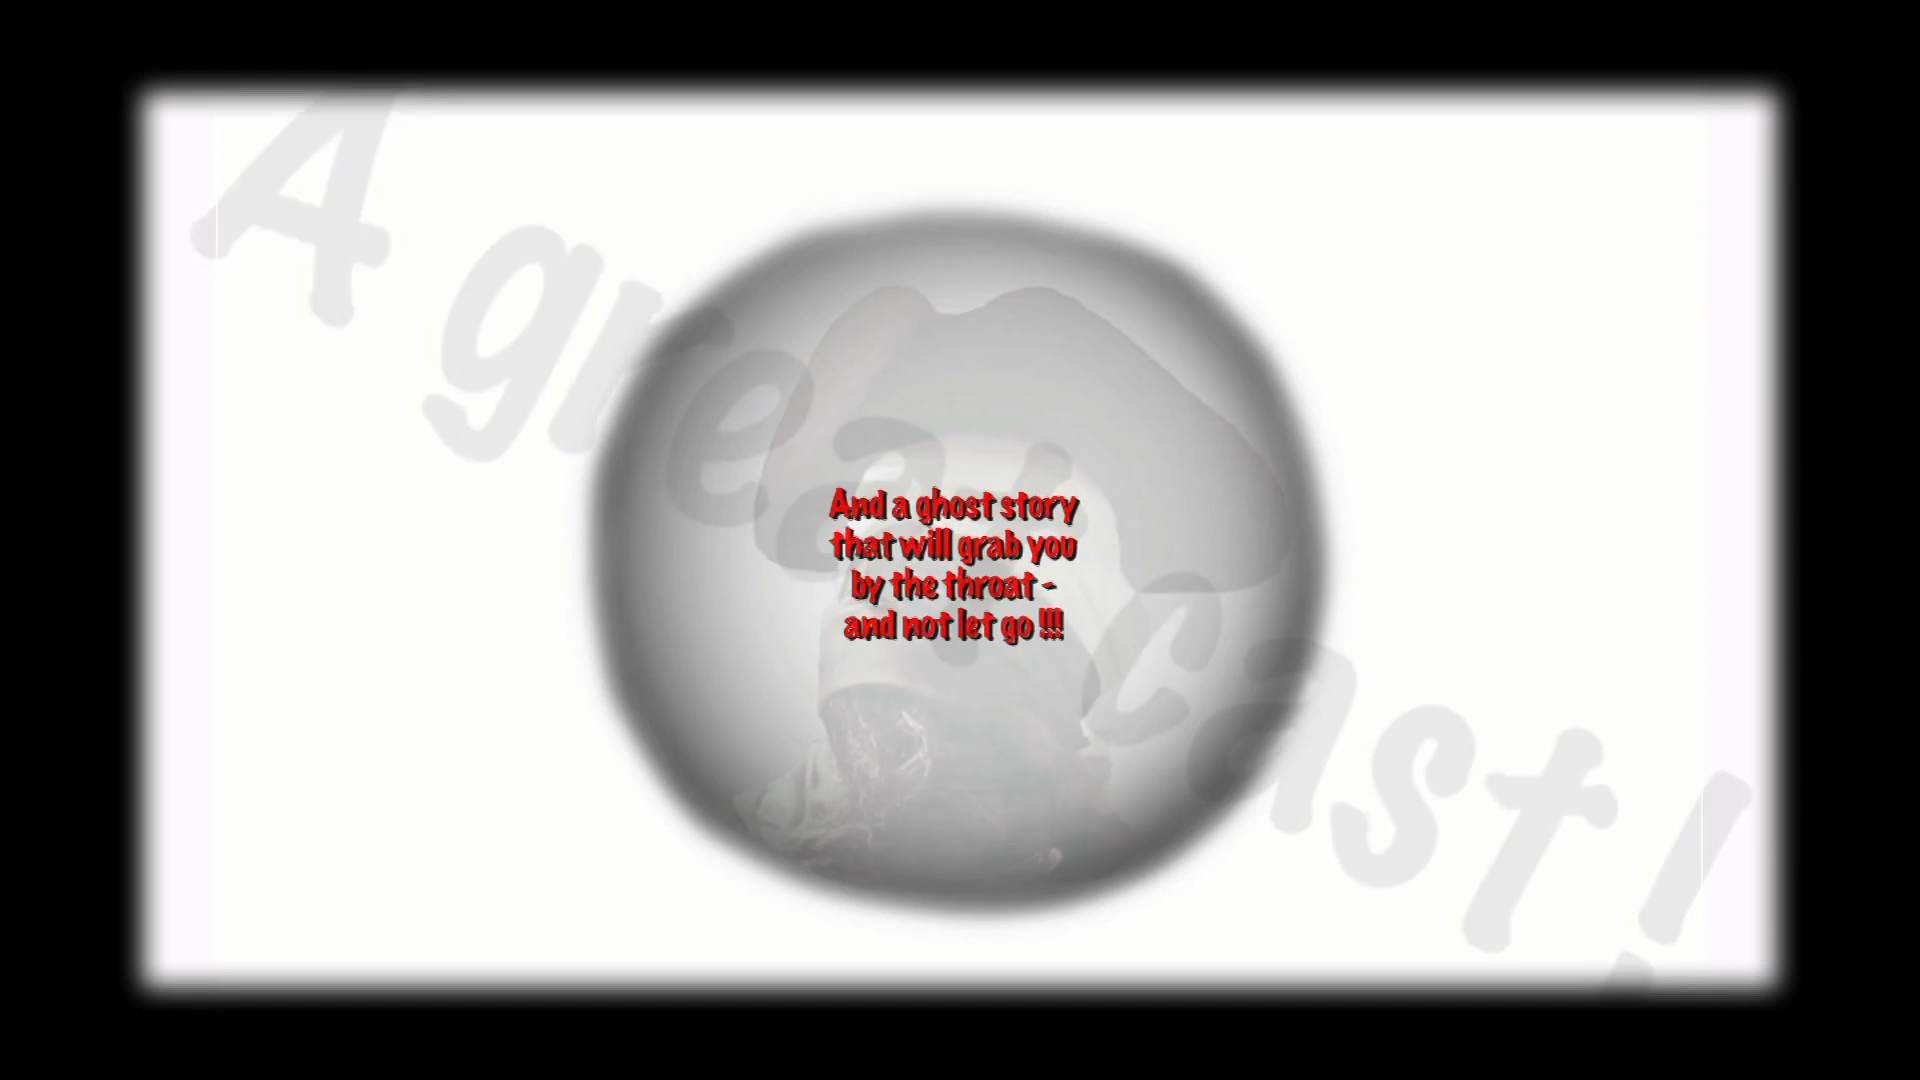 A great cast!
And a ghost story
that will grab you
by the throat -
and not let go !!!